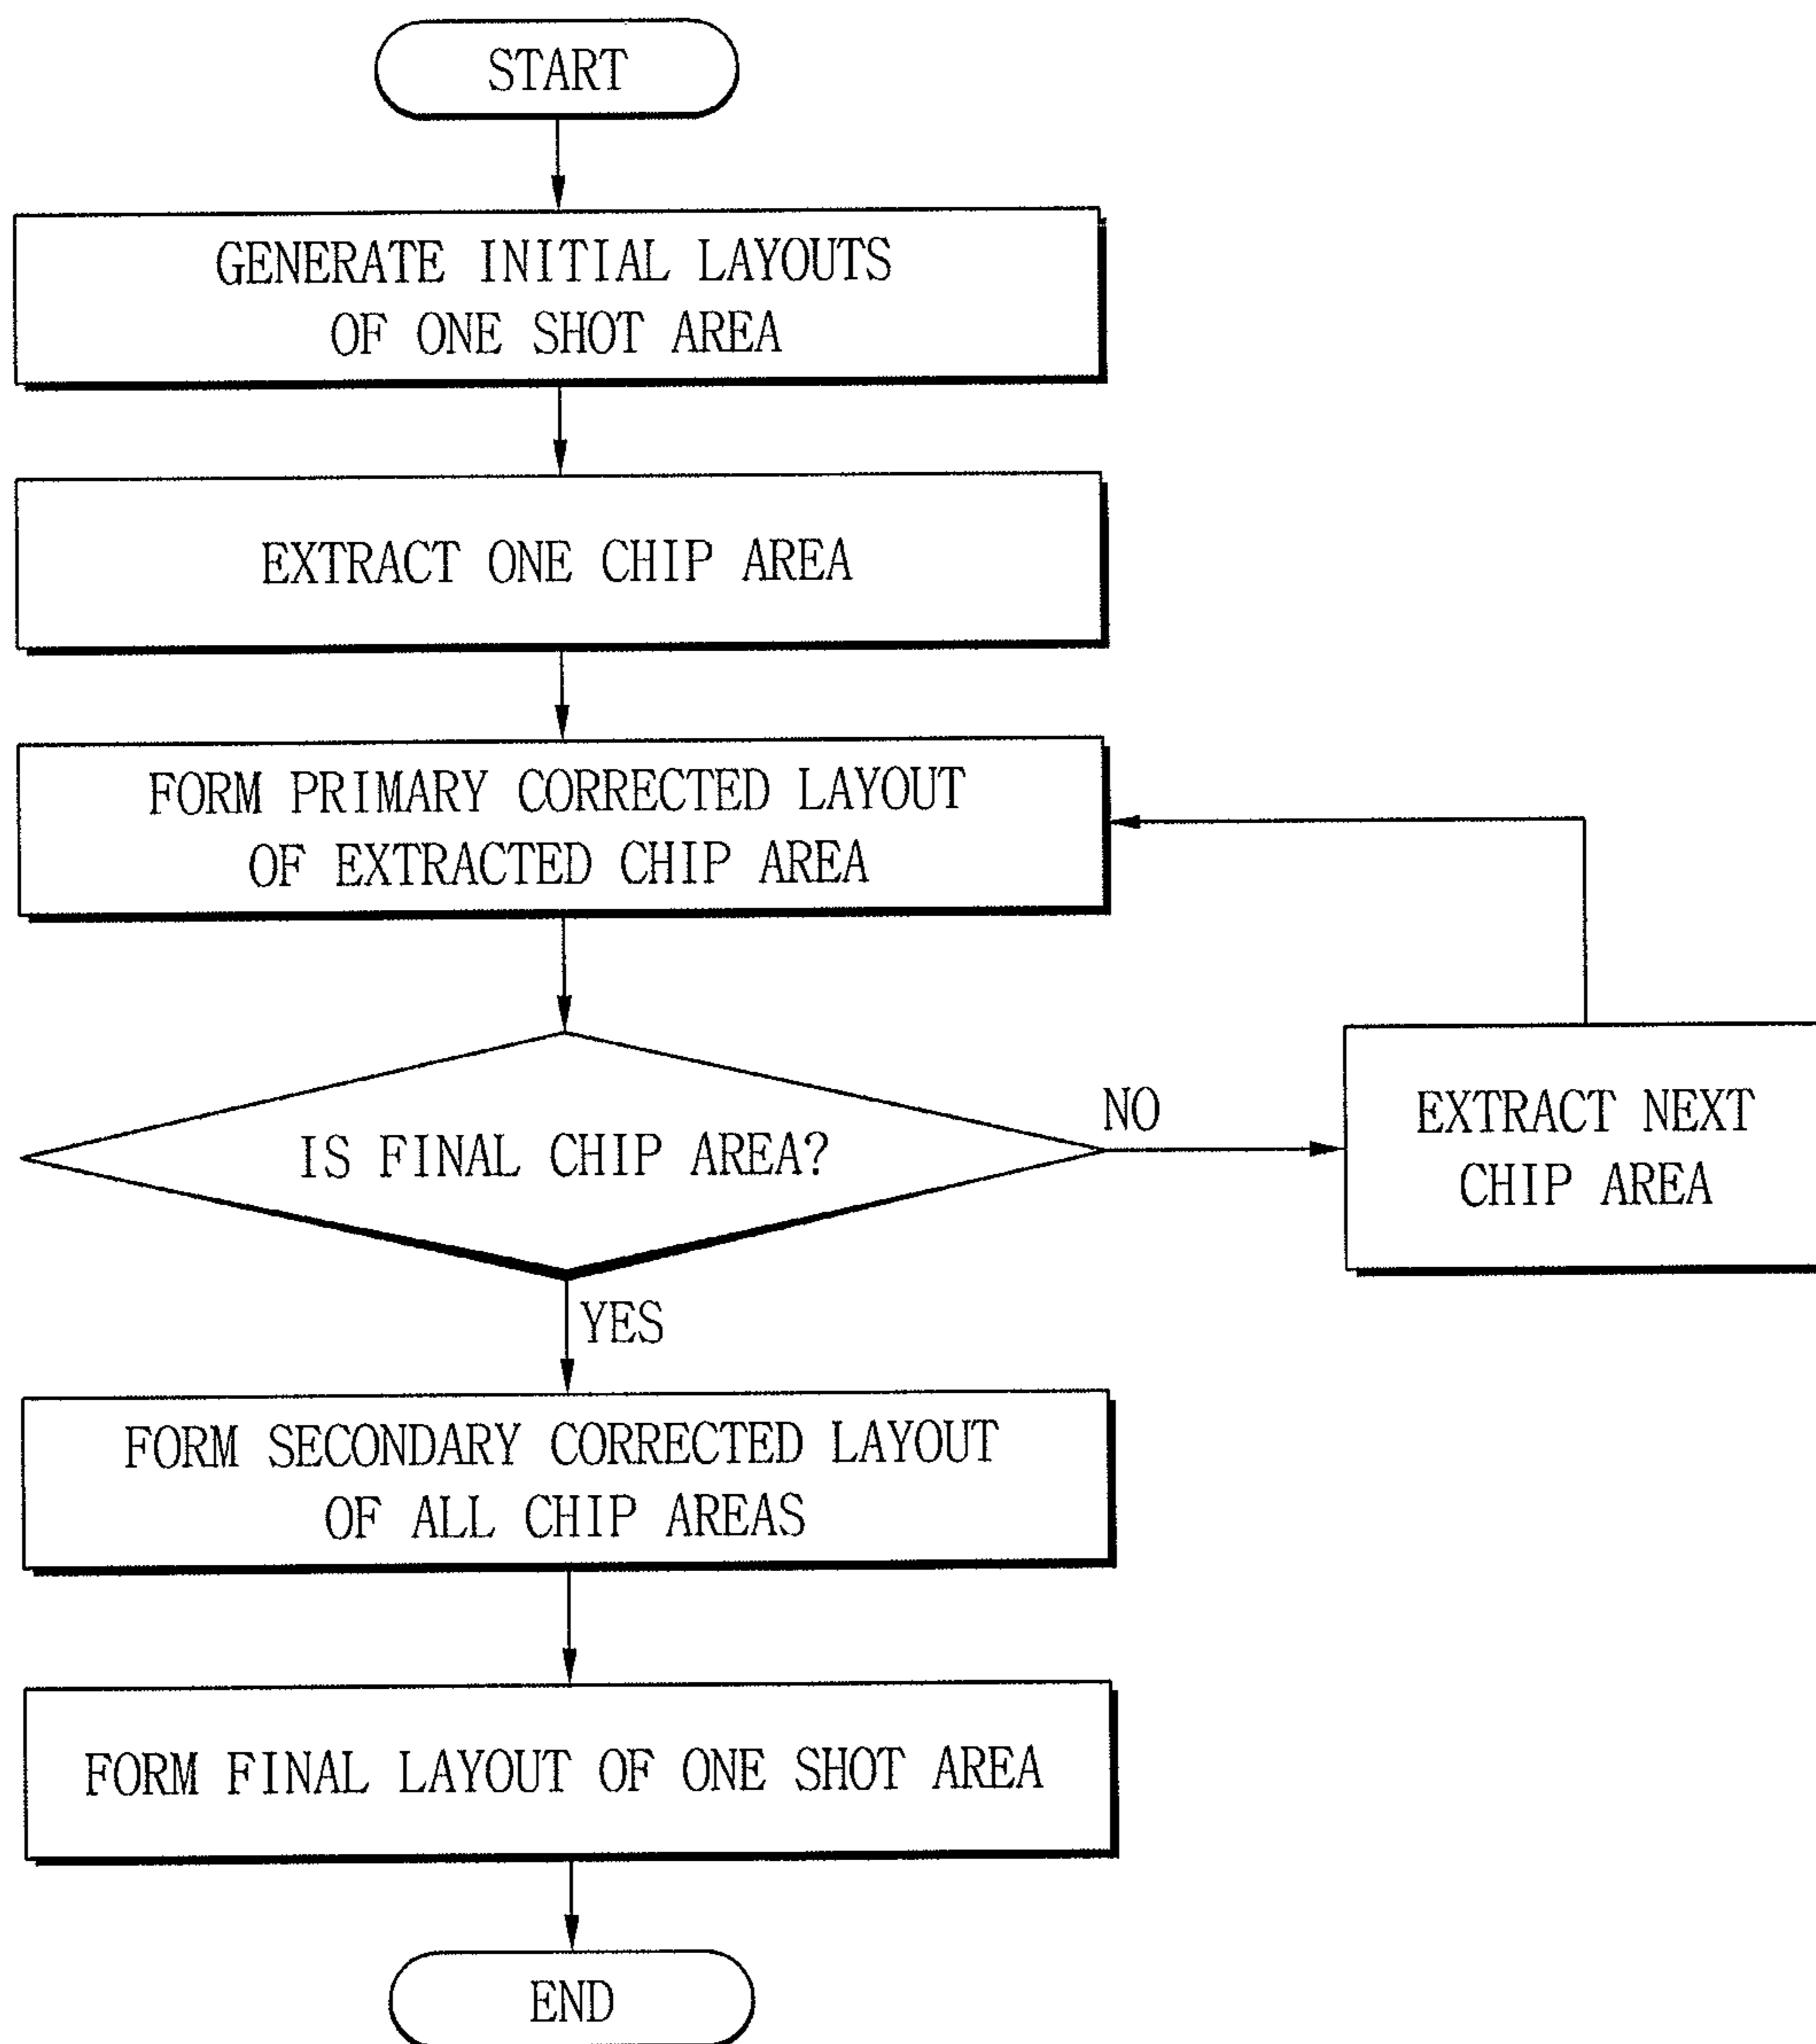 START
GENERATE INITIAL LAYOUTS
OF ONE SHOT AREA
EXTRACT ONE CHIP AREA
FORM PRIMARY CORRECTED LAYOUT
OF EXTRACTED CHIP AREA
IS FINAL CHIP AREA?
NO
EXTRACT NEXT
CHIP AREA
YES
FORM SECONDARY CORRECTED LAYOUT
OF ALL CHIP AREAS
FORM FINAL LAYOUT OF ONE SHOT AREA
END